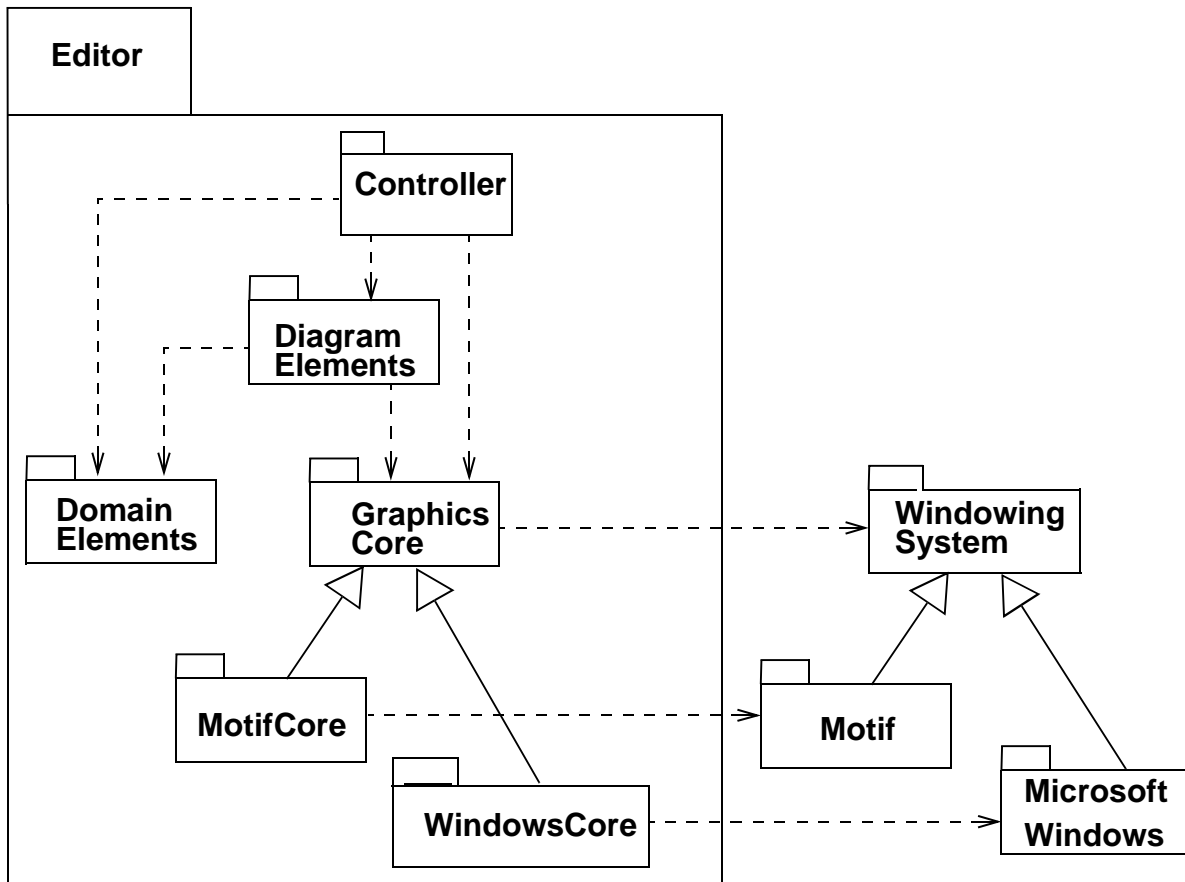 Editor
Controller
Diagram
Elements
Domain
Elements
Graphics
Core
Windowing
System
MotifCore
Motif
WindowsCore
Microsoft
Windows